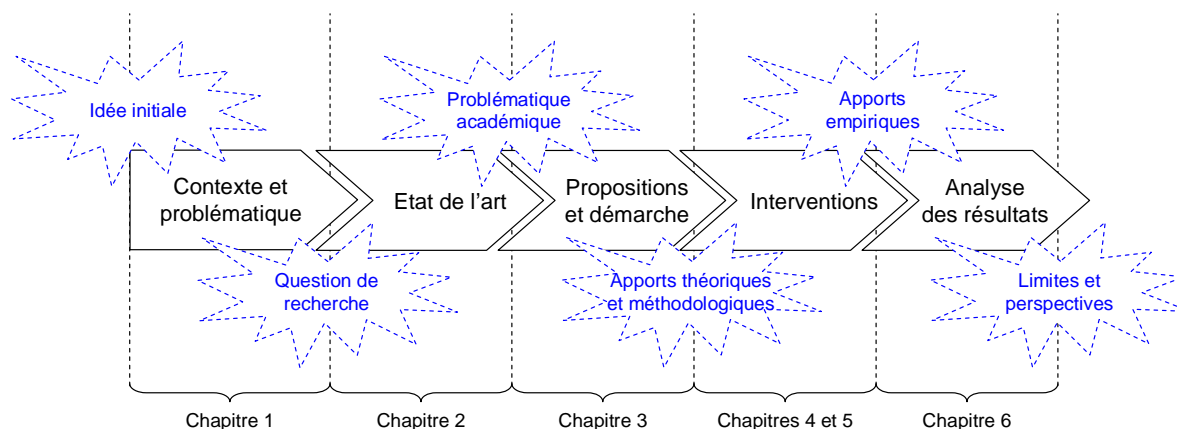 Idée initiale
Problématique
académique
Apports
empiriques
Contexte et
problématique
Etat de l’art
Propositions
et démarche
Interventions
Analyse
des résultats
Question de
recherche
Apports théoriques
et méthodologiques
Limites et
perspectives
Chapitre 1
Chapitre 2
Chapitre 3
Chapitres 4 et 5
Chapitre 6